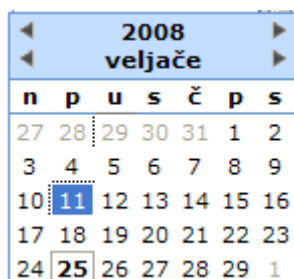 2008
veljače
n p u s č p s
27 28 29 30 31 1 2
3 4 5 6 7 8 9
10 11 12 13 14 15 16
17 18 19 20 21 22 23
24 25 26 27 28 29 1